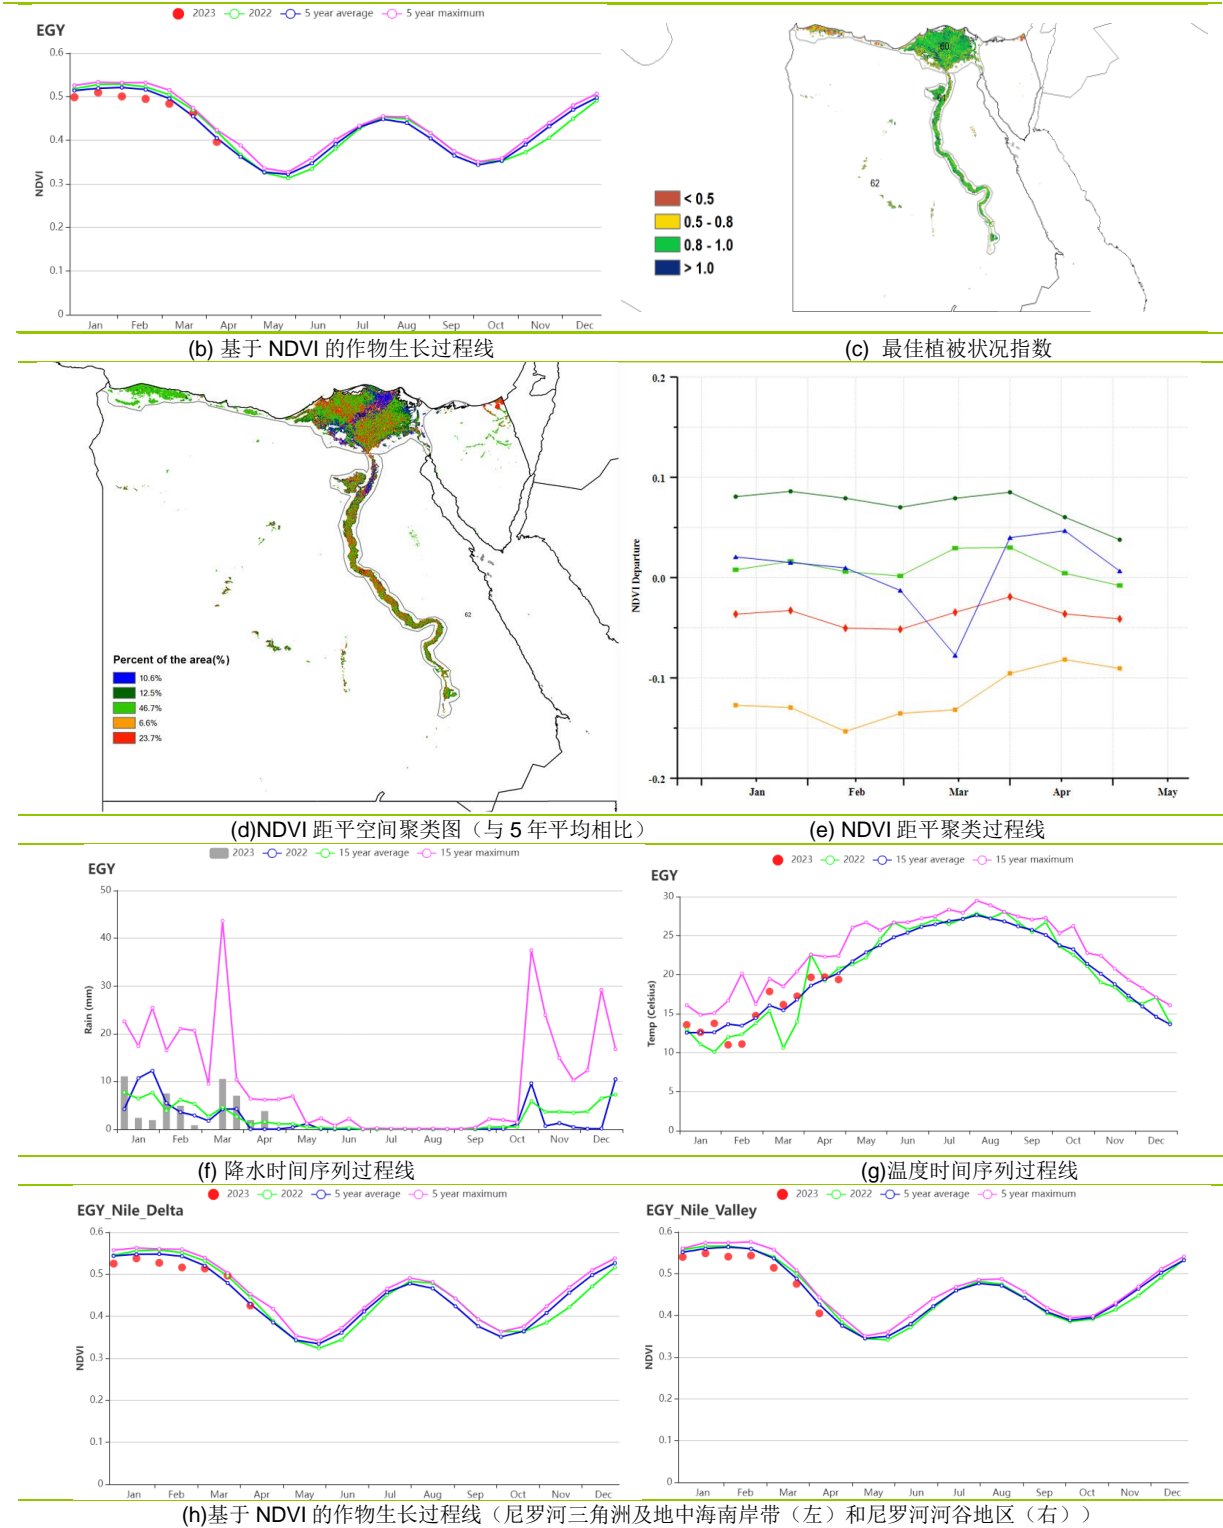 2023 2022 5 year average 5 year maximum
EGY
0.6
0.5
0.4
0.3
0.2
0.1
0
NDVI
Jan Feb Mar Apr May Jun Jul Aug Sep Oct Nov Dec
60
61
62
< 0.5
0.5 - 0.8
0.8 - 1.0
> 1.0
(b) 基于 NDVI 的作物生长过程线
(c) 最佳植被状况指数
62
Percent of the area(%)
10.6%
12.5%
46.7%
6.6%
23.7%
0.2
0.1
0.0
-0.1
-0.2
NDVI Departure
Jan Feb Mar Apr May
(d)NDVI 距平空间聚类图（与 5 年平均相比）
(e) NDVI 距平聚类过程线
2023 2022 15 year average 15 year maximum
EGY
50
40
30
20
10
0
Rain (mm)
Jan Feb Mar Apr May Jun Jul Aug Sep Oct Nov Dec
2023 2022 15 year average 15 year maximum
EGY
30
25
20
15
10
5
0
Temp (Celsius)
Jan Feb Mar Apr May Jun Jul Aug Sep Oct Nov Dec
(f) 降水时间序列过程线
(g)温度时间序列过程线
2023 2022 5 year average 5 year maximum
EGY_Nile_Delta
0.6
0.5
0.4
0.3
0.2
0.1
0
NDVI
Jan Feb Mar Apr May Jun Jul Aug Sep Oct Nov Dec
2023 2022 5 year average 5 year maximum
EGY_Nile_Valley
0.6
0.5
0.4
0.3
0.2
0.1
0
NDVI
Jan Feb Mar Apr May Jun Jul Aug Sep Oct Nov Dec
(h)基于 NDVI 的作物生长过程线（尼罗河三角洲及地中海南岸带（左）和尼罗河河谷地区（右））